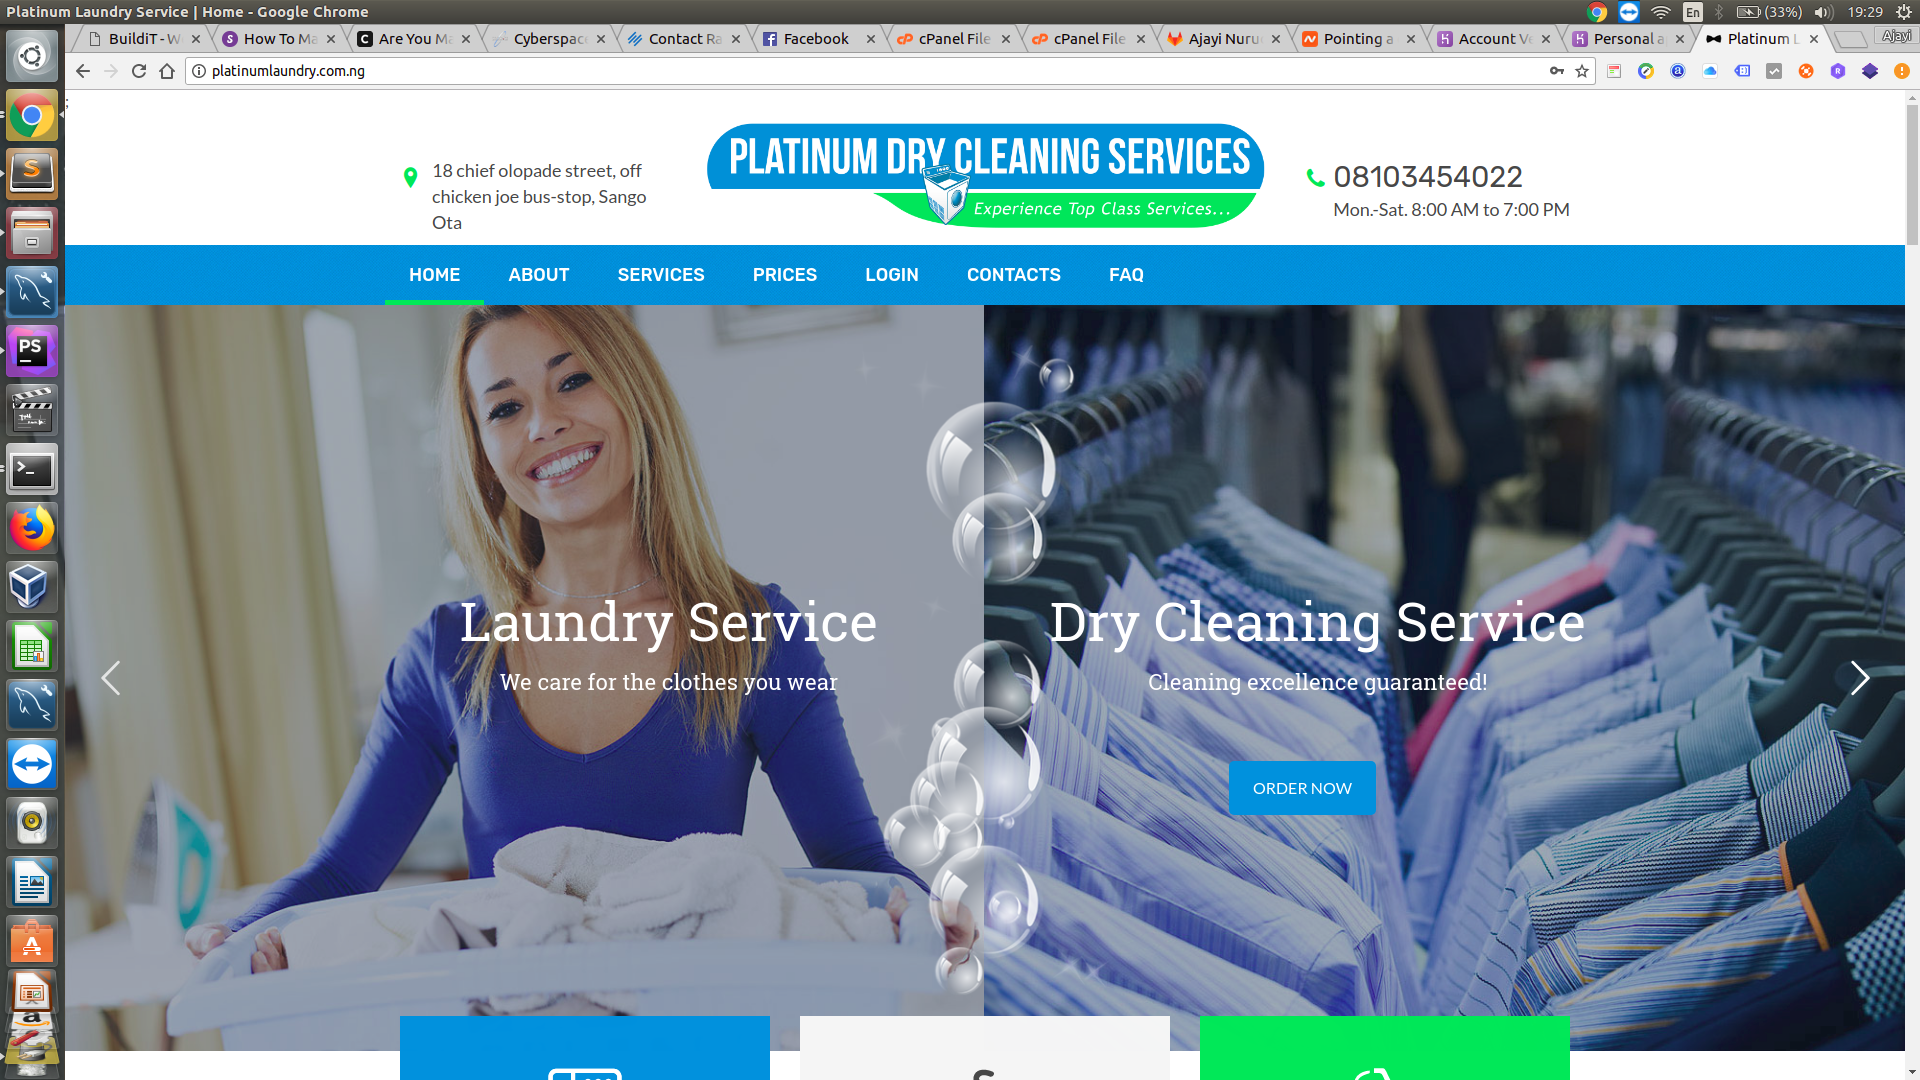 Platinum Laundry Service | Home - Google Chrome
En
(33%)
19:29
BuildiT - W
How To Ma
Are You Ma
Cyberspac
Contact Ra
Facebook
cPanel File
cPanel File
Ajayi Nuru
Pointing a
Account Ve
Personal a
Platinum L
Ajayi
platinumlaundry.com.ng
;
18 chief olopade street, off
chicken joe bus-stop, Sango
Ota
PLATINUM DRY CLEANING SERVICES
Experience Top Class Services...
08103454022
Mon.-Sat. 8:00 AM to 7:00 PM
HOME
ABOUT
SERVICES
PRICES
LOGIN
CONTACTS
FAQ
PS
Laundry Service
We care for the clothes you wear
Dry Cleaning Service
Cleaning excellence guaranteed!
ORDER NOW